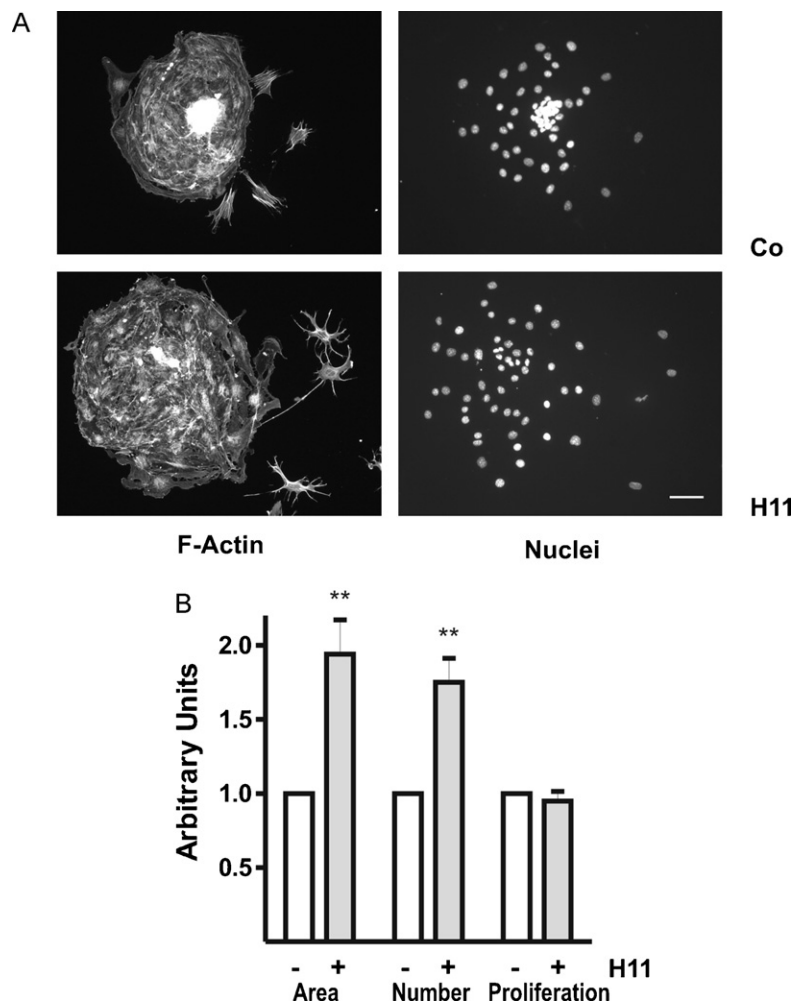 A
Co
H11
F-Actin Nuclei
B
** **
2.0
1.5
1.0
0.5
Arbitrary Units
- + - + - + H11
Area Number Proliferation